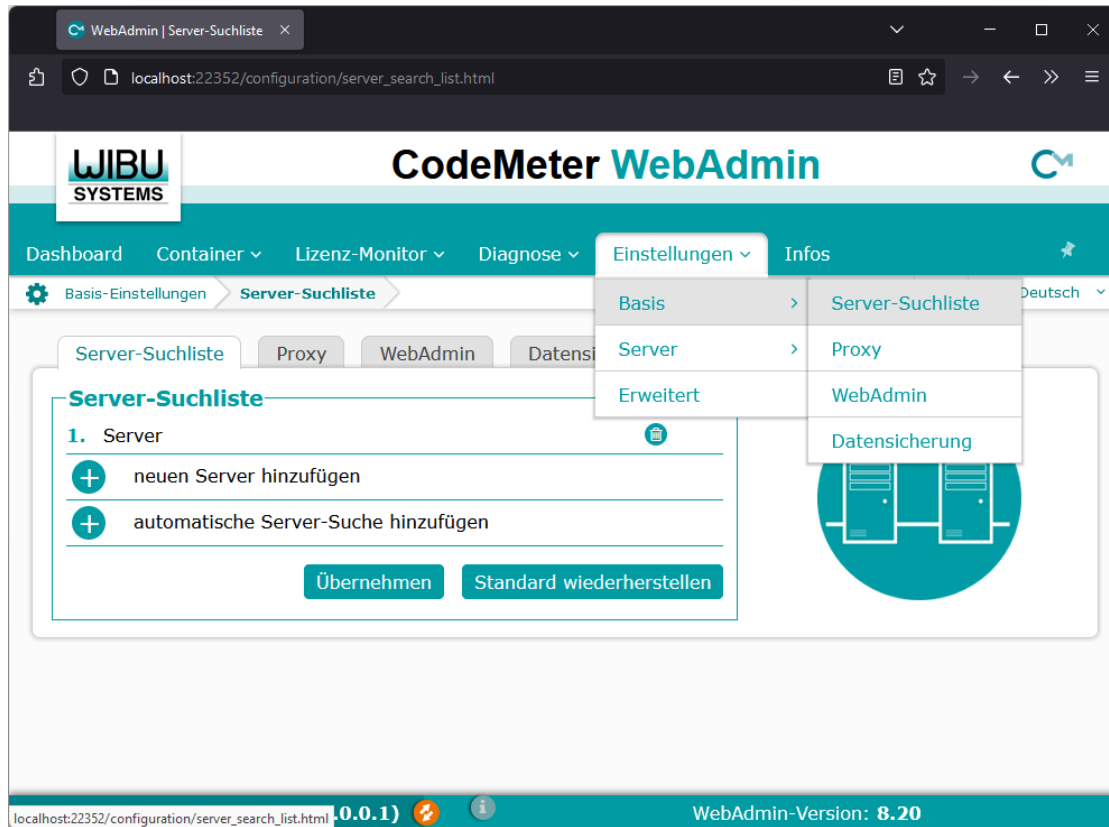 WebAdmin | Server-Suchliste
localhost:22352/configuration/server_search_list.html
WIBU
SYSTEMS
CodeMeter WebAdmin
Dashboard Container Lizenz-Monitor Diagnose Einstellungen Infos
Basis-Einstellungen Server-Suchliste Deutsch
Basis
Server
Erweitert
Server-Suchliste
Proxy
WebAdmin
Datensicherung
Server-Suchliste Proxy WebAdmin Datensi
Server-Suchliste
1. Server
neuen Server hinzufügen
automatische Server-Suche hinzufügen
Übernehmen Standard wiederherstellen
localhost:22352/configuration/server_search_list.html .0.0.1) WebAdmin-Version: 8.20